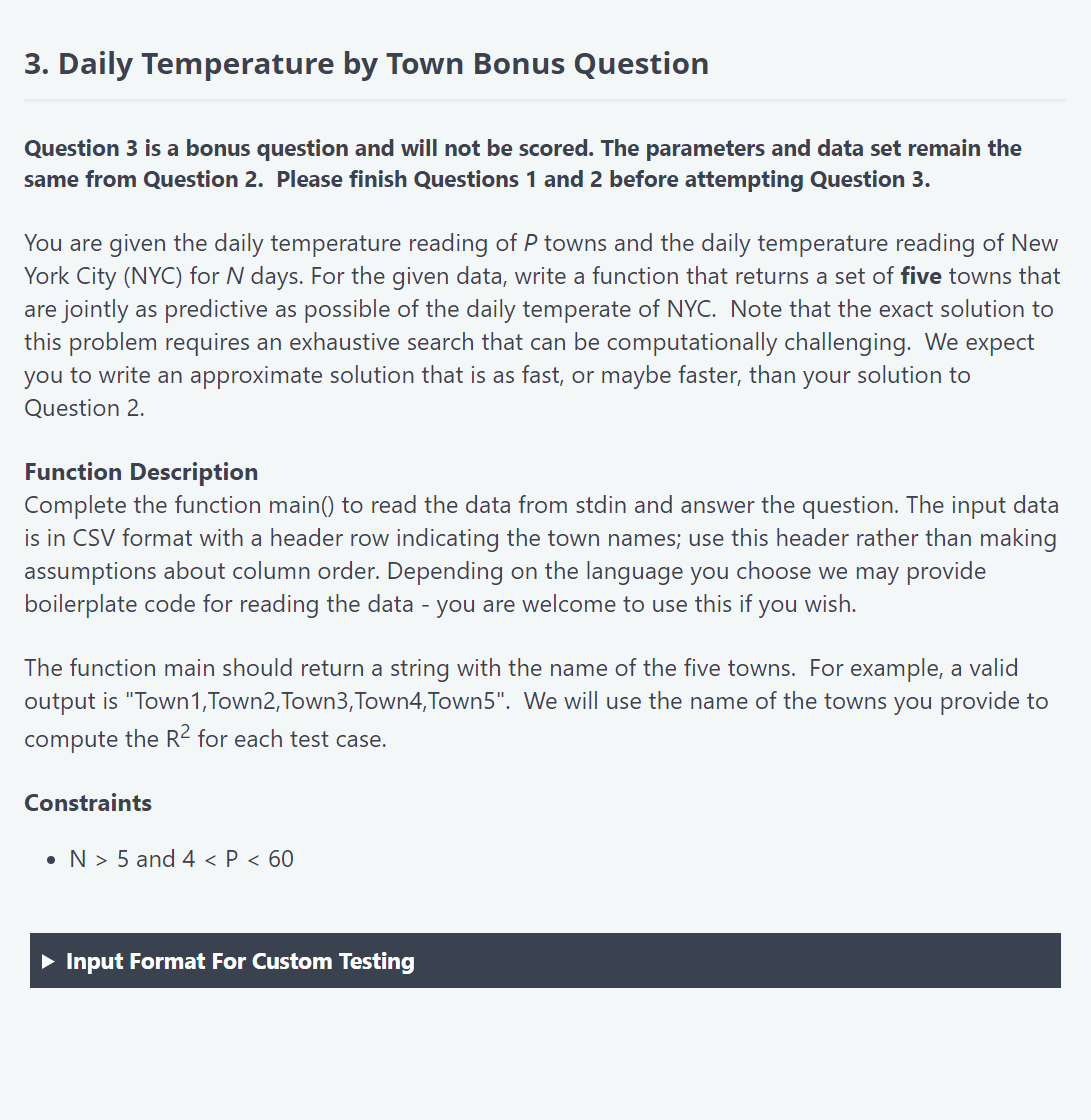 3. Daily Temperature by Town Bonus Question
Question 3 is a bonus question and will not be scored. The parameters and data set remain the
same from Question 2.  Please finish Questions 1 and 2 before attempting Question 3.
You are given the daily temperature reading of P towns and the daily temperature reading of New
York City (NYC) for N days. For the given data, write a function that returns a set of five towns that
are jointly as predictive as possible of the daily temperate of NYC.  Note that the exact solution to
this problem requires an exhaustive search that can be computationally challenging.  We expect
you to write an approximate solution that is as fast, or maybe faster, than your solution to
Question 2.
Function Description
Complete the function main() to read the data from stdin and answer the question. The input data
is in CSV format with a header row indicating the town names; use this header rather than making
assumptions about column order. Depending on the language you choose we may provide
boilerplate code for reading the data - you are welcome to use this if you wish.
The function main should return a string with the name of the five towns.  For example, a valid
output is "Town1,Town2,Town3,Town4,Town5".  We will use the name of the towns you provide to
compute the R² for each test case.
Constraints
• N > 5 and 4 < P < 60
▶ Input Format For Custom Testing